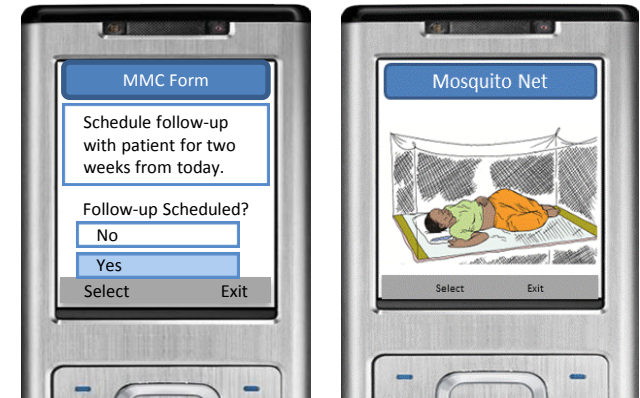 MMC Form
Schedule follow-up
with patient for two
weeks from today.
Follow-up Scheduled?
No
Yes
Select Exit
Mosquito Net
Select Exit